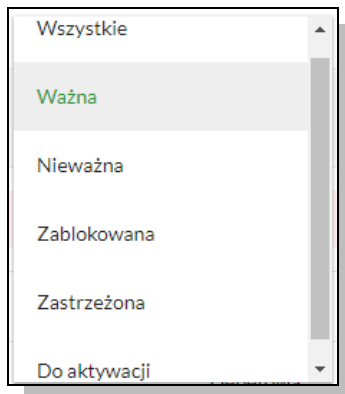 Wszystkie
Ważna
Nieważna
Zablokowana
Zastrzeżona
Do aktywacji